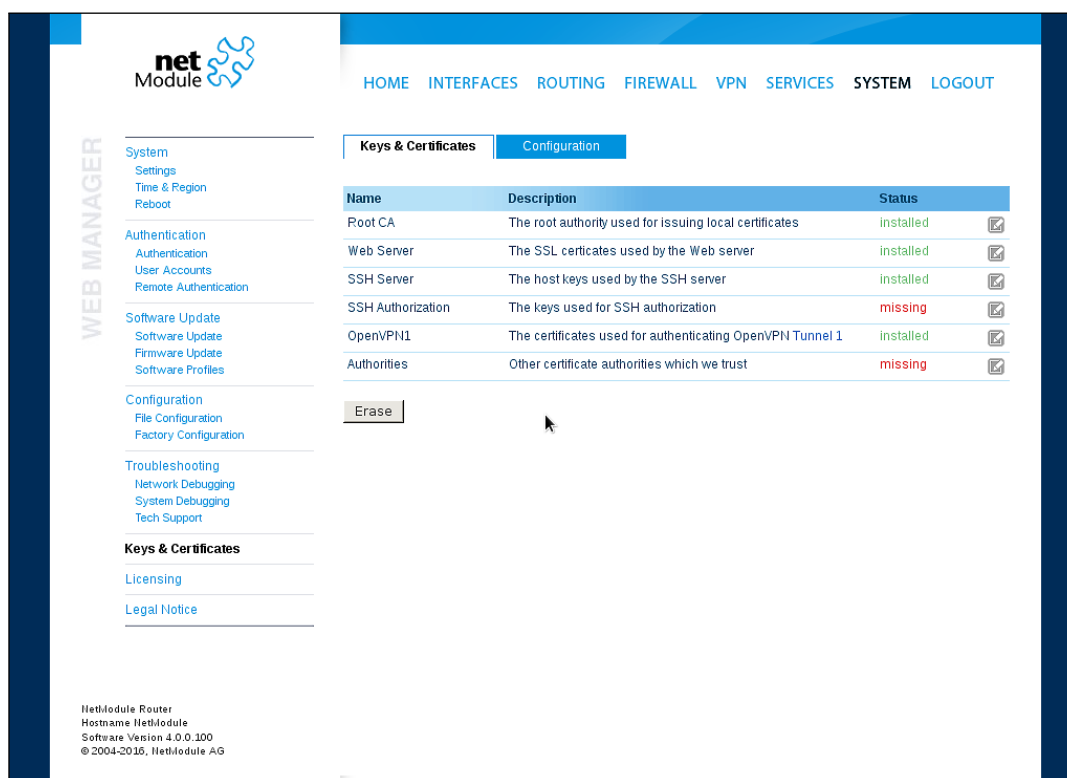 net
Module
HOME INTERFACES ROUTING FIREWALL VPN SERVICES SYSTEM LOGOUT
WEB MANAGER
System
Settings
Time & Region
Reboot
Authentication
Authentication
User Accounts
Remote Authentication
Software Update
Software Update
Firmware Update
Software Profiles
Configuration
File Configuration
Factory Configuration
Troubleshooting
Network Debugging
System Debugging
Tech Support
Keys & Certificates
Licensing
Legal Notice
Keys & Certificates Configuration
Name Description Status
Root CA The root authority used for issuing local certificates installed
Web Server The SSL certicates used by the Web server installed
SSH Server The host keys used by the SSH server installed
SSH Authorization The keys used for SSH authorization missing
OpenVPN1 The certificates used for authenticating OpenVPN Tunnel 1 installed
Authorities Other certificate authorities which we trust missing
Erase
NetModule Router
Hostname NetModule
Software Version 4.0.0.100
© 2004-2016, NetModule AG